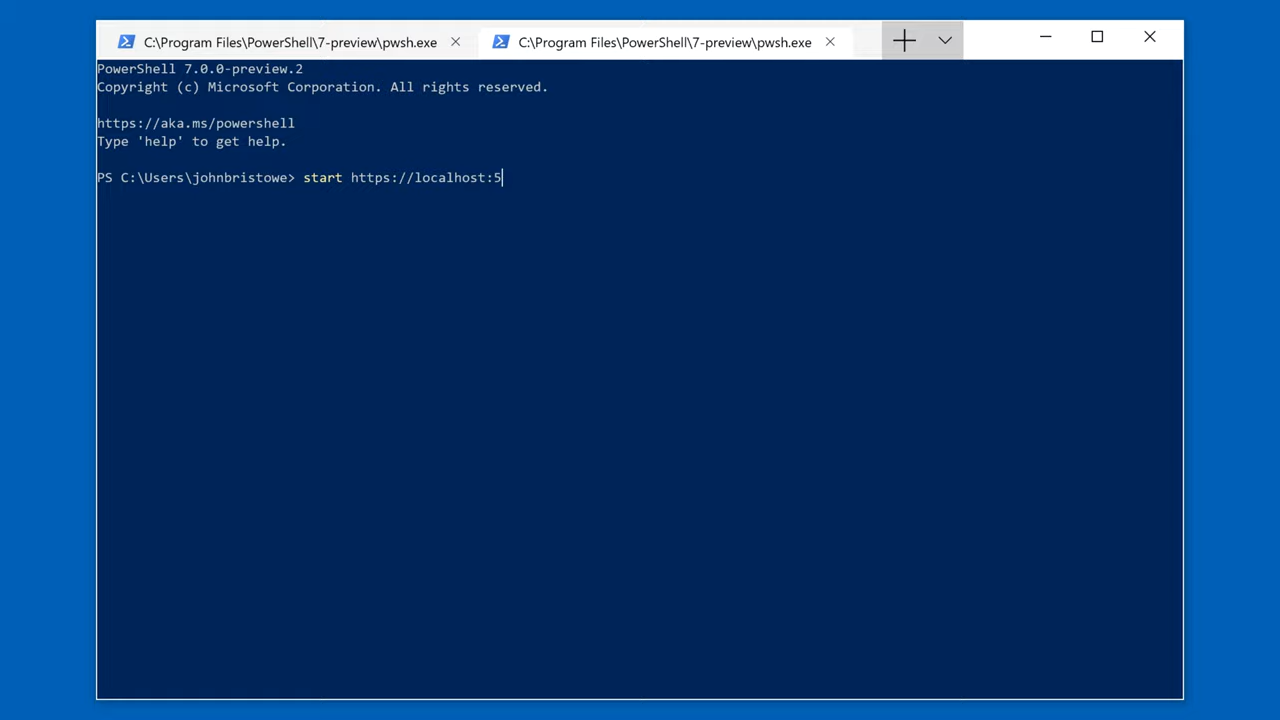 C:\Program Files\PowerShell\7-preview\pwsh.exe
C:\Program Files\PowerShell\7-preview\pwsh.exe
PowerShell 7.0.0-preview.2
Copyright (c) Microsoft Corporation. All rights reserved.
https://aka.ms/powershell
Type 'help' to get help.
PS C:\Users\johnbristowe> start https://localhost:5